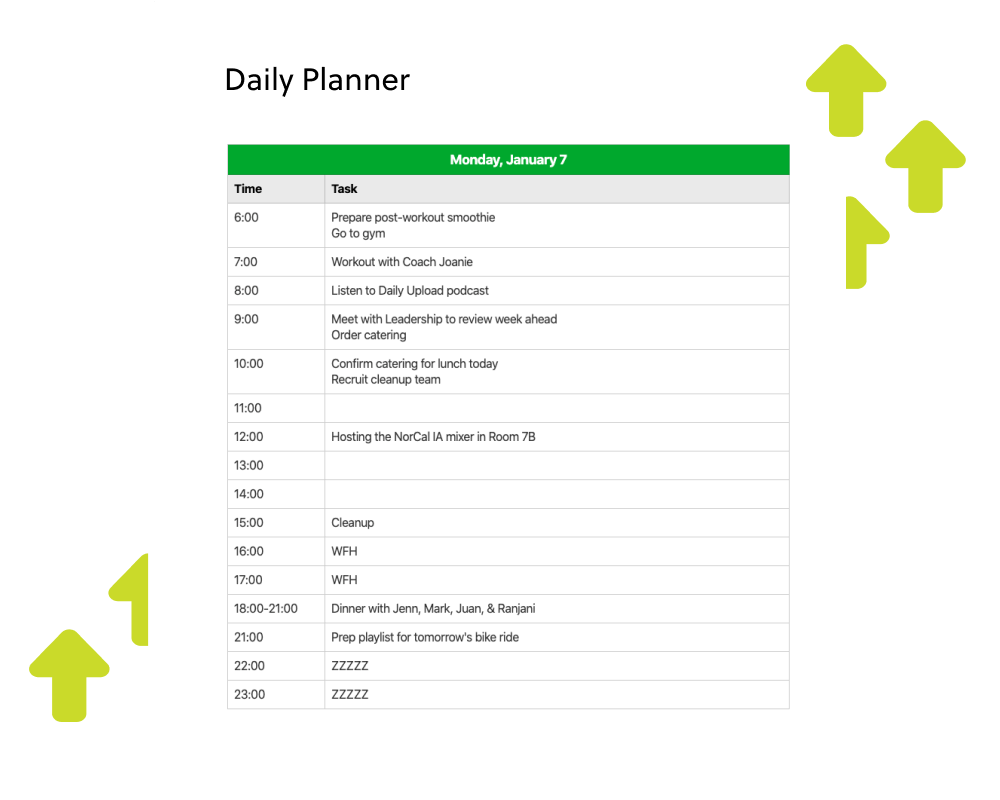 Daily Planner
Monday, January 7
Time Task
6:00 Prepare post-workout smoothie
Go to gym
7:00 Workout with Coach Joanie
8:00 Listen to Daily Upload podcast
9:00 Meet with Leadership to review week ahead
Order catering
10:00 Confirm catering for lunch today
Recruit cleanup team
11:00
12:00 Hosting the NorCal IA mixer in Room 7B
13:00
14:00
15:00 Cleanup
16:00 WFH
17:00 WFH
18:00-21:00 Dinner with Jenn, Mark, Juan, & Ranjani
21:00 Prep playlist for tomorrow's bike ride
22:00 ZZZZZ
23:00 ZZZZZ